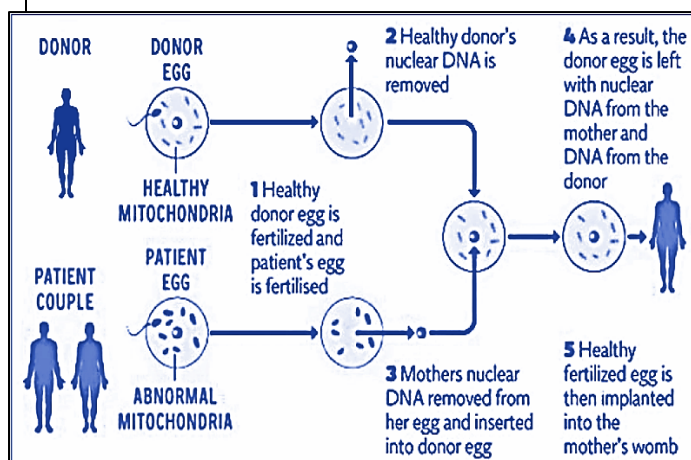 DONOR
DONOR
EGG
HEALTHY
MITOCHONDRIA
PATIENT
COUPLE
PATIENT
EGG
ABNORMAL
MITOCHONDRIA
1 Healthy
donor egg is
fertilized and
patient's egg
is fertilised
2 Healthy donor's
nuclear DNA is
removed
3 Mothers nuclear
DNA removed from
her egg and inserted
into donor egg
4 As a result, the
donor egg is left
with nuclear
DNA from the
mother and
DNA from the
donor
5 Healthy
fertilized egg is
then implanted
into the
mother's womb